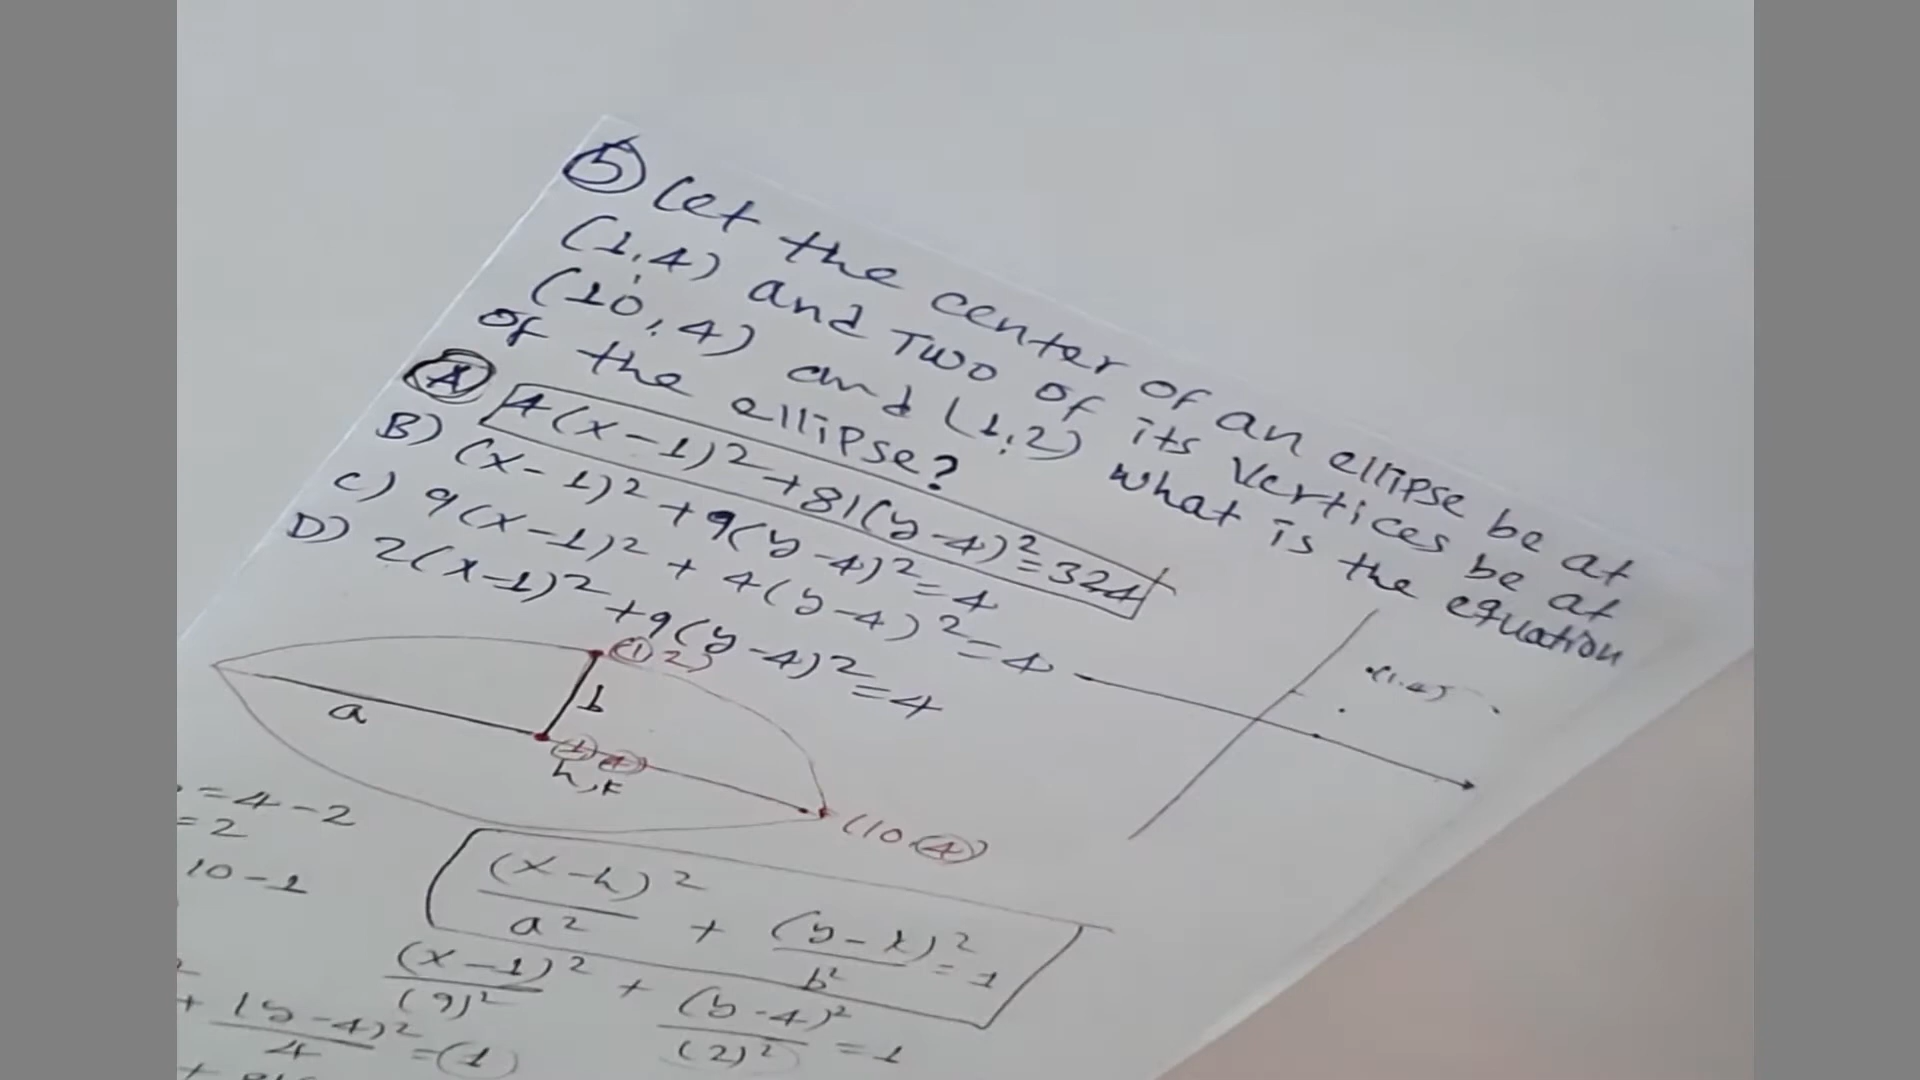 5 Let the center of an ellipse be at
(1,4) and Two of its vertices be at
(10,4) and (1,2) what is the equation
of the ellipse?
A 4(x-1)²+81(y-4)²=324
B) (x-1)²+9(y-4)²=4
C) 9(x-1)²+4(y-4)²=4
D) 2(x-1)²+9(y-4)²=4
(1,2)
(1,4)
b
a
(1, 4)
h,k
(10,4)
=4-2
=2
10-1
(x-h)²/a² + (y-k)²/b² = 1
(x-1)²/(9)² + (y-4)²/(2)² = 1
+ (y-4)²/4 = (1)